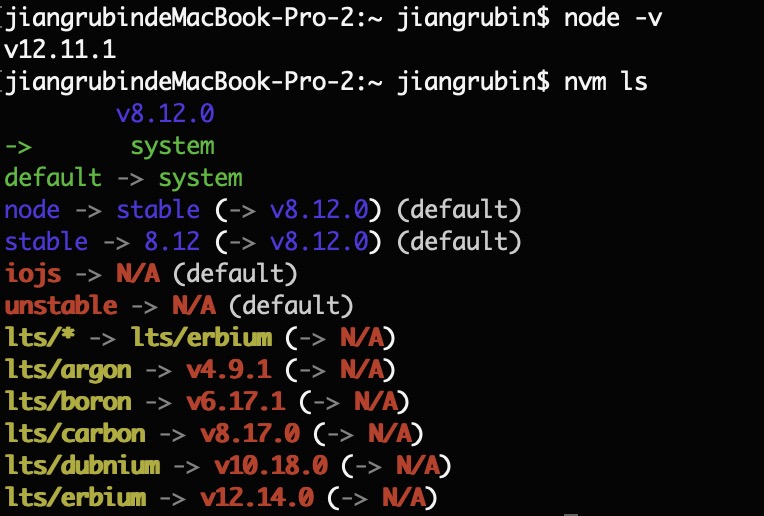 jiangrubindeMacBook-Pro-2:~ jiangrubin$ node -v
v12.11.1
jiangrubindeMacBook-Pro-2:~ jiangrubin$ nvm ls
v8.12.0
-> system
default -> system
node -> stable (-> v8.12.0) (default)
stable -> 8.12 (-> v8.12.0) (default)
iojs -> N/A (default)
unstable -> N/A (default)
lts/* -> lts/erbium (-> N/A)
lts/argon -> v4.9.1 (-> N/A)
lts/boron -> v6.17.1 (-> N/A)
lts/carbon -> v8.17.0 (-> N/A)
lts/dubnium -> v10.18.0 (-> N/A)
lts/erbium -> v12.14.0 (-> N/A)